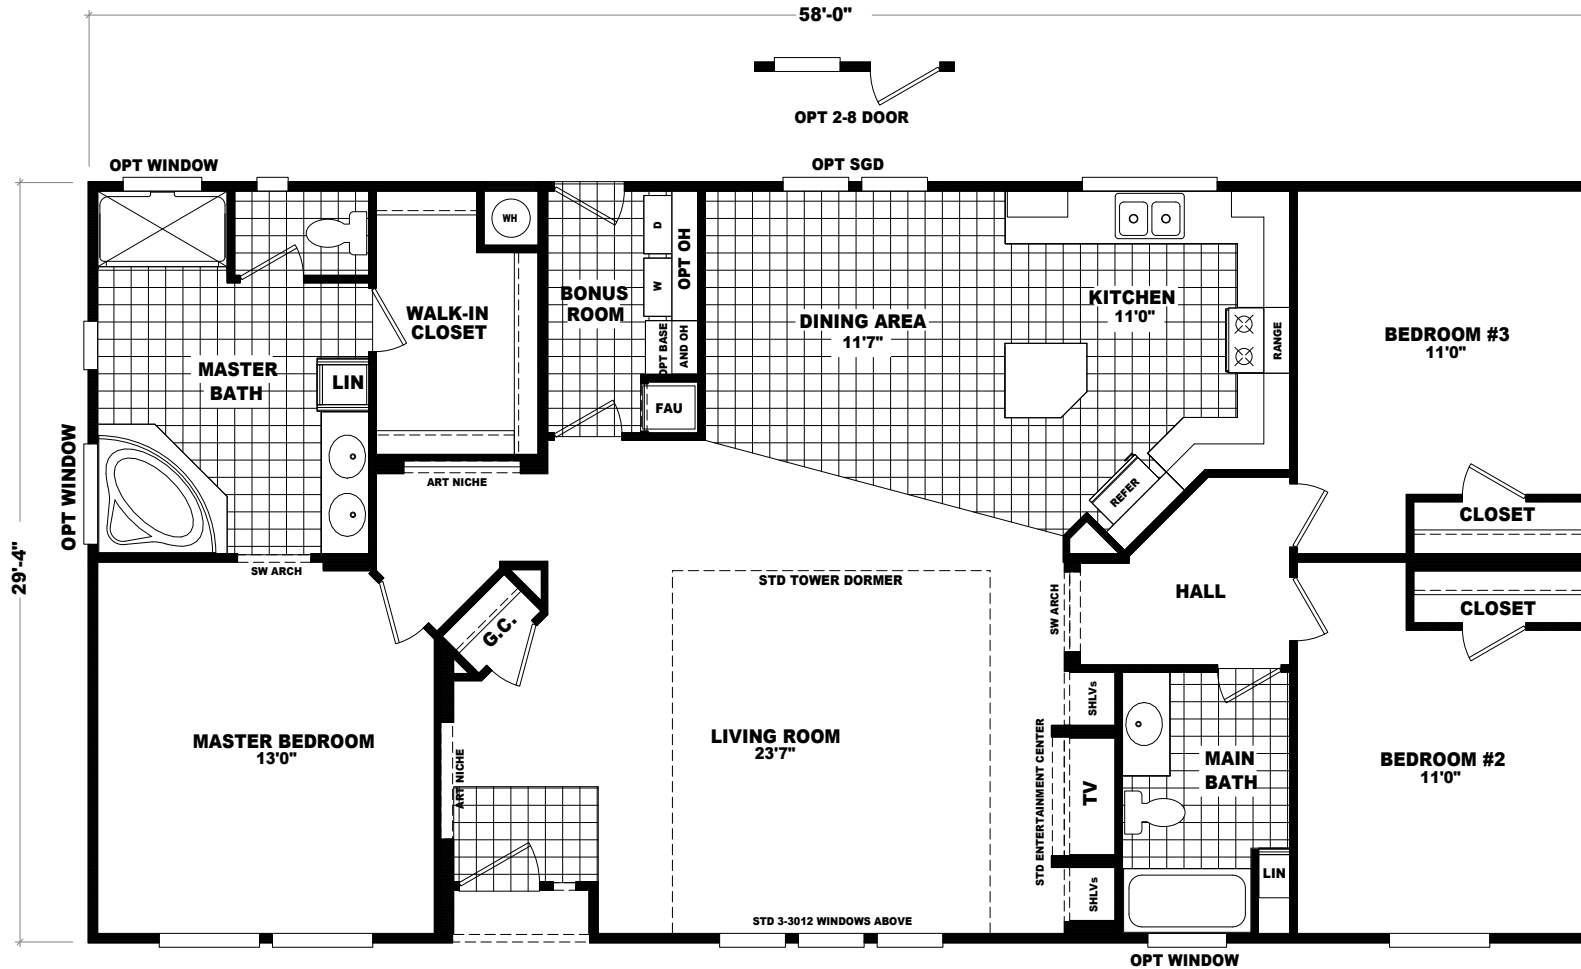 58'-0"
OPT 2-8 DOOR
OPT WINDOW
OPT SGD
WH
D
OPT OH
W
BONUS
ROOM
WALK-IN
CLOSET
KITCHEN
11'0"
DINING AREA
11'7"
RANGE
BEDROOM #3
11'0"
OPT BASE
AND OH
MASTER
BATH
LIN
FAU
OPT WINDOW
ART NICHE
REFER
CLOSET
29'-4"
SW ARCH
STD TOWER DORMER
HALL
SW ARCH
CLOSET
G.C.
SHLVs
MASTER BEDROOM
13'0"
LIVING ROOM
23'7"
STD ENTERTAINMENT CENTER
MAIN
BATH
BEDROOM #2
11'0"
ART NICHE
TV
LIN
SHLVs
STD 3-3012 WINDOWS ABOVE
OPT WINDOW